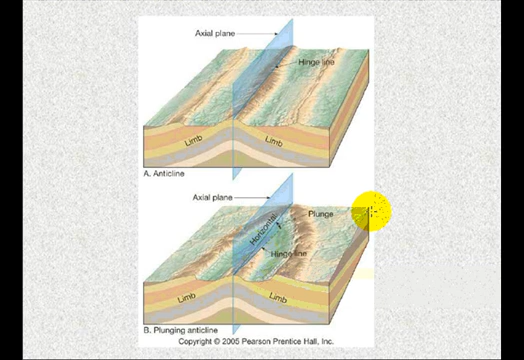 Axial plane
Hinge line
Limb
Limb
A. Anticline
Axial plane
Horizontal
Plunge
Hinge line
Limb
Limb
B. Plunging anticline
Copyright © 2005 Pearson Prentice Hall, Inc.